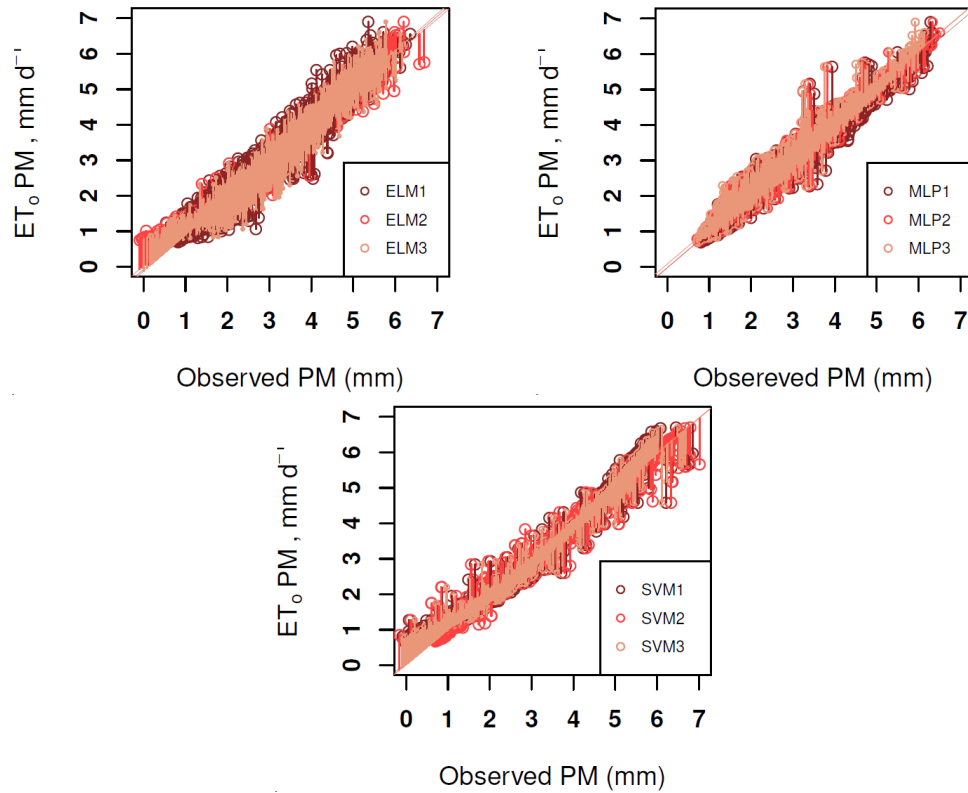 ET₀ PM , mm d⁻¹
7
6
5
4
3
2
1
0
ELM1
ELM2
ELM3
0 1 2 3 4 5 6 7
Observed PM (mm)
ET₀ PM , mm d⁻¹
7
6
5
4
3
2
1
0
MLP1
MLP2
MLP3
0 1 2 3 4 5 6 7
Obsereved PM (mm)
ET₀ PM, mm d⁻¹
7
6
5
4
3
2
1
0
SVM1
SVM2
SVM3
0 1 2 3 4 5 6 7
Observed PM (mm)